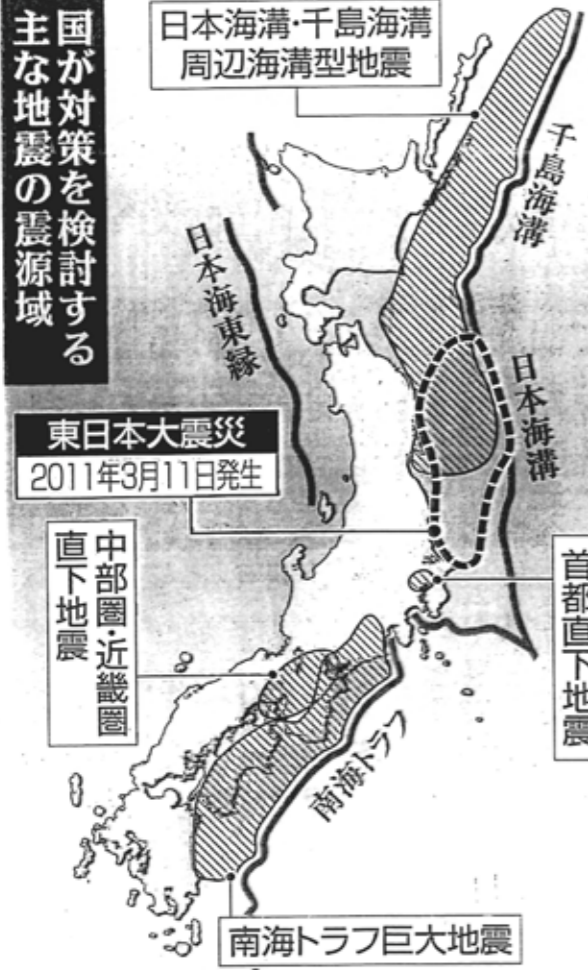 国が対策を検討する
主な地震の震源域
日本海溝・千島海溝
周辺海溝型地震
千島海溝
日本海東縁
日本海溝
東日本大震災
2011年3月11日発生
首都直下地震
中部圏・近畿圏
直下地震
南海トラフ
南海トラフ巨大地震